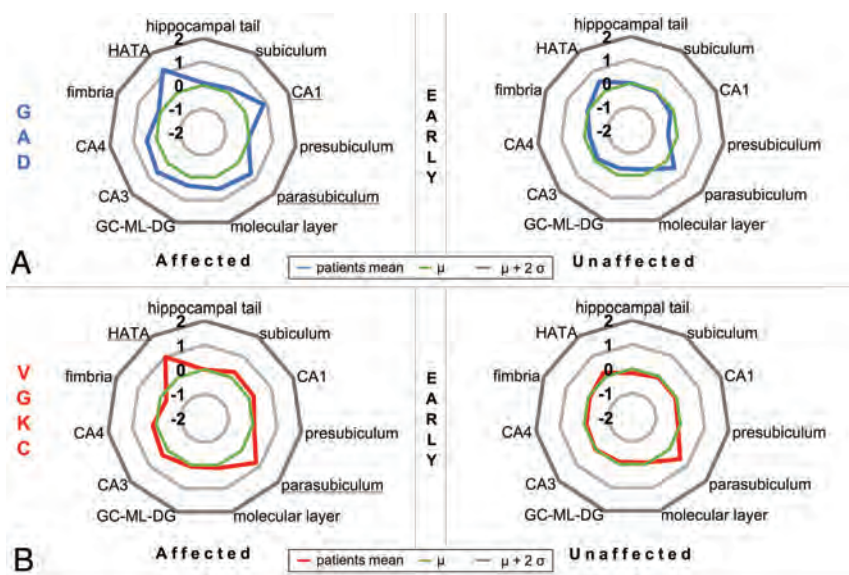 hippocampal tail
2
HATA
subiculum
1
fimbria
0
CA1
-1
CA4
-2
presubiculum
CA3
parasubiculum
GC-ML-DG
molecular layer
Affected
GAD
A
EARLY
hippocampal tail
2
HATA
subiculum
1
fimbria
0
CA1
-1
CA4
-2
presubiculum
CA3
parasubiculum
GC-ML-DG
molecular layer
Unaffected
patients mean μ μ + 2 σ
hippocampal tail
2
HATA
subiculum
1
fimbria
0
CA1
-1
CA4
-2
presubiculum
CA3
parasubiculum
GC-ML-DG
molecular layer
Affected
VGKC
B
EARLY
hippocampal tail
2
HATA
subiculum
1
fimbria
0
CA1
-1
CA4
-2
presubiculum
CA3
parasubiculum
GC-ML-DG
molecular layer
Unaffected
patients mean μ μ + 2 σ